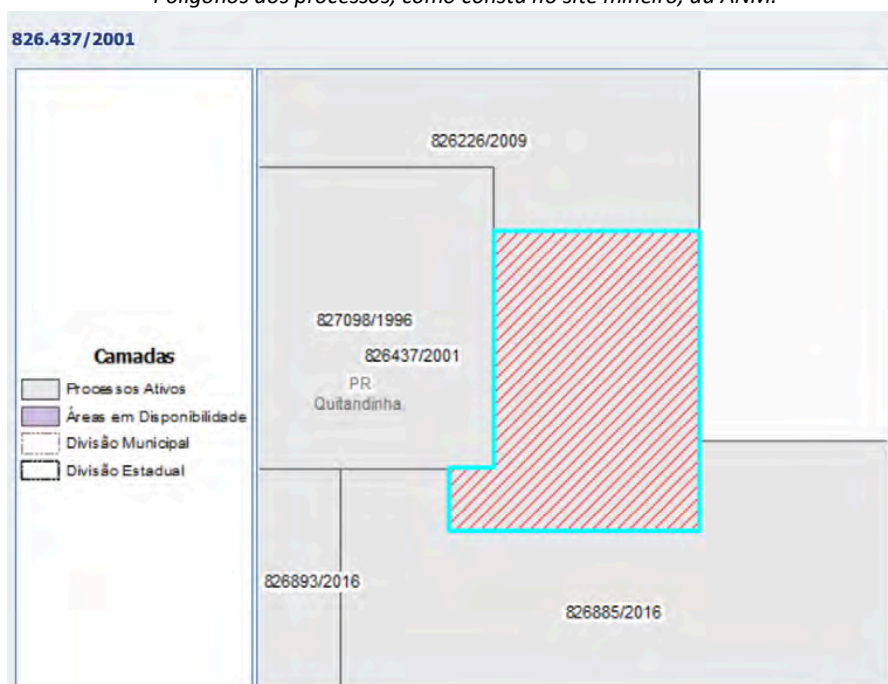 Polígonos dos processos, como consta no site mineiro, da ANM.
826.437/2001
826226/2009
827098/1996
826437/2001
PR
Quitandinha
Camadas
Processos Ativos
Áreas em Disponibilidade
Divisão Municipal
Divisão Estadual
826893/2016
826885/2016